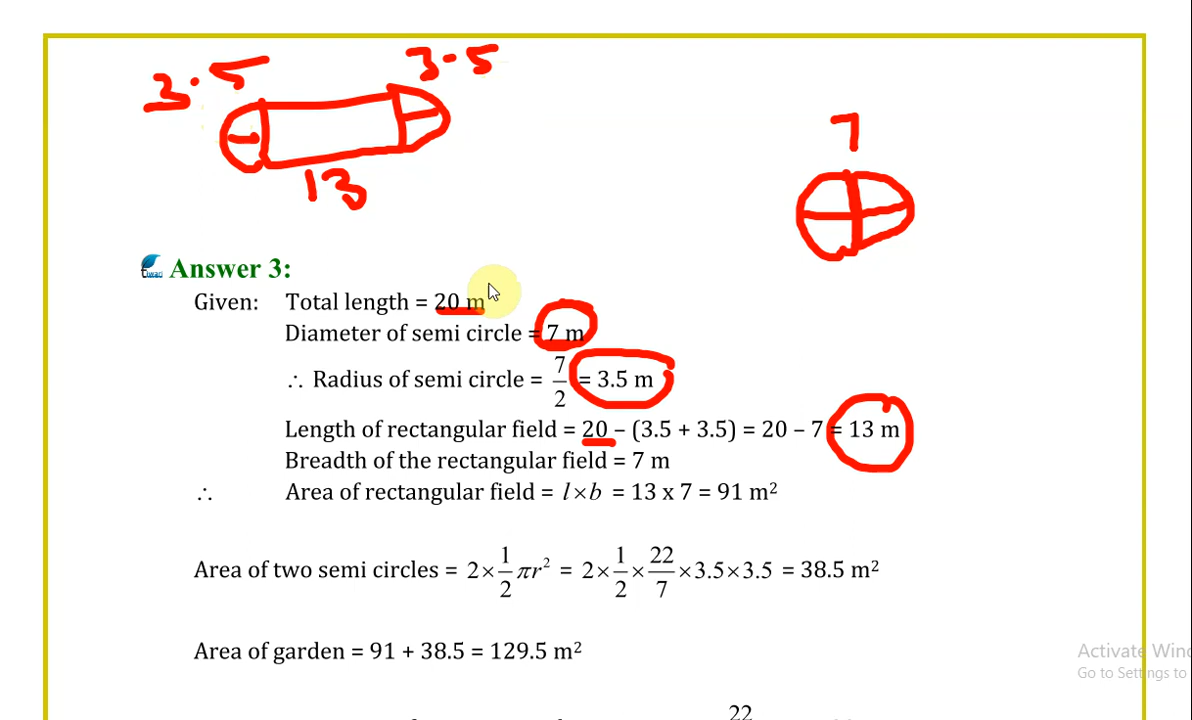 3.5
3.5
7
13
Answer 3:
Given: Total length = 20 m
Diameter of semi circle = 7 m
∴ Radius of semi circle = 7/2 = 3.5 m
Length of rectangular field = 20 – (3.5 + 3.5) = 20 – 7 = 13 m
Breadth of the rectangular field = 7 m
∴ Area of rectangular field = l×b = 13 x 7 = 91 m²
Area of two semi circles = 2×1/2 πr² = 2×1/2×22/7×3.5×3.5 = 38.5 m²
Area of garden = 91 + 38.5 = 129.5 m²
Activate Win
Go to Settings to
22